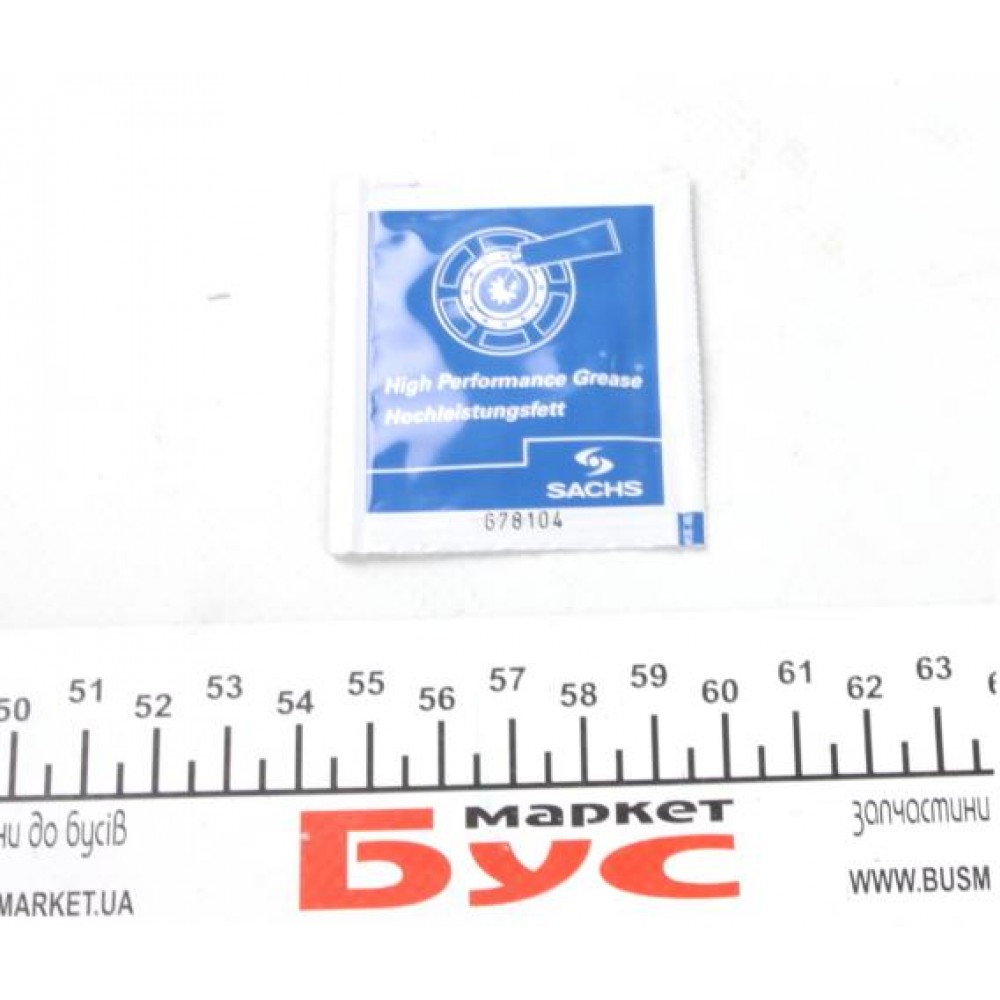 High Performance Grease
Hochleistungsfett
SACHS
678104
50 51 52 53 54 55 56 57 58 59 60 61 62 63
ни до бусів
маркет
Бус
запчастини
MARKET.UA
WWW.BUSM